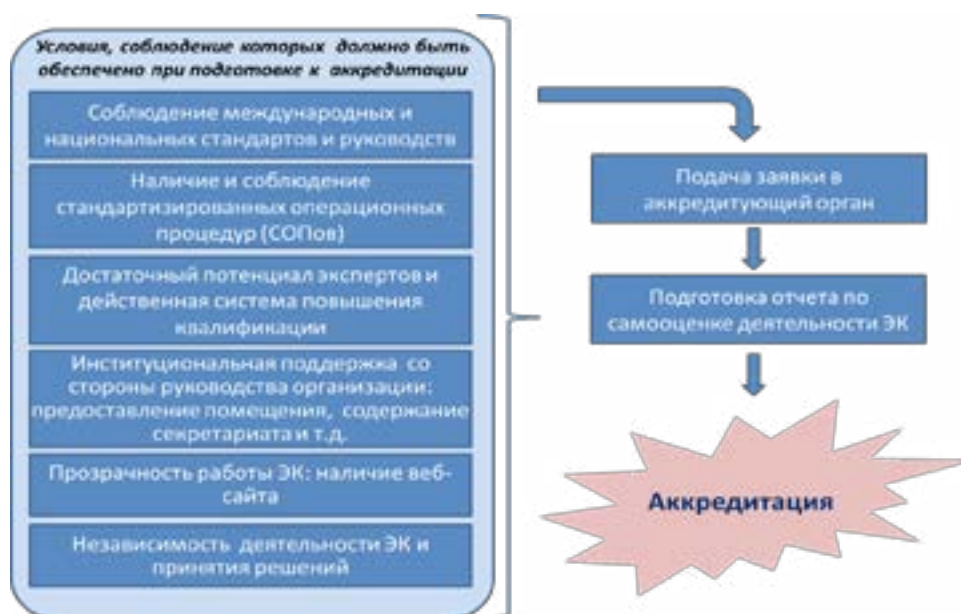 Условия, соблюдение которых должно быть
обеспечено при подготовке к аккредитации
Соблюдение международных и
национальных стандартов и руководств
Наличие и соблюдение
стандартизированных операционных
процедур (СОПов)
Достаточный потенциал экспертов и
действенная система повышения
квалификации
Институциональная поддержка со
стороны руководства организации:
предоставление помещения, содержание
секретариата и т.д.
Прозрачность работы ЭК: наличие веб-
сайта
Независимость деятельности ЭК и
принятия решений
Подача заявки в
аккредитующий орган
Подготовка отчета по
самооценке деятельности ЭК
Аккредитация